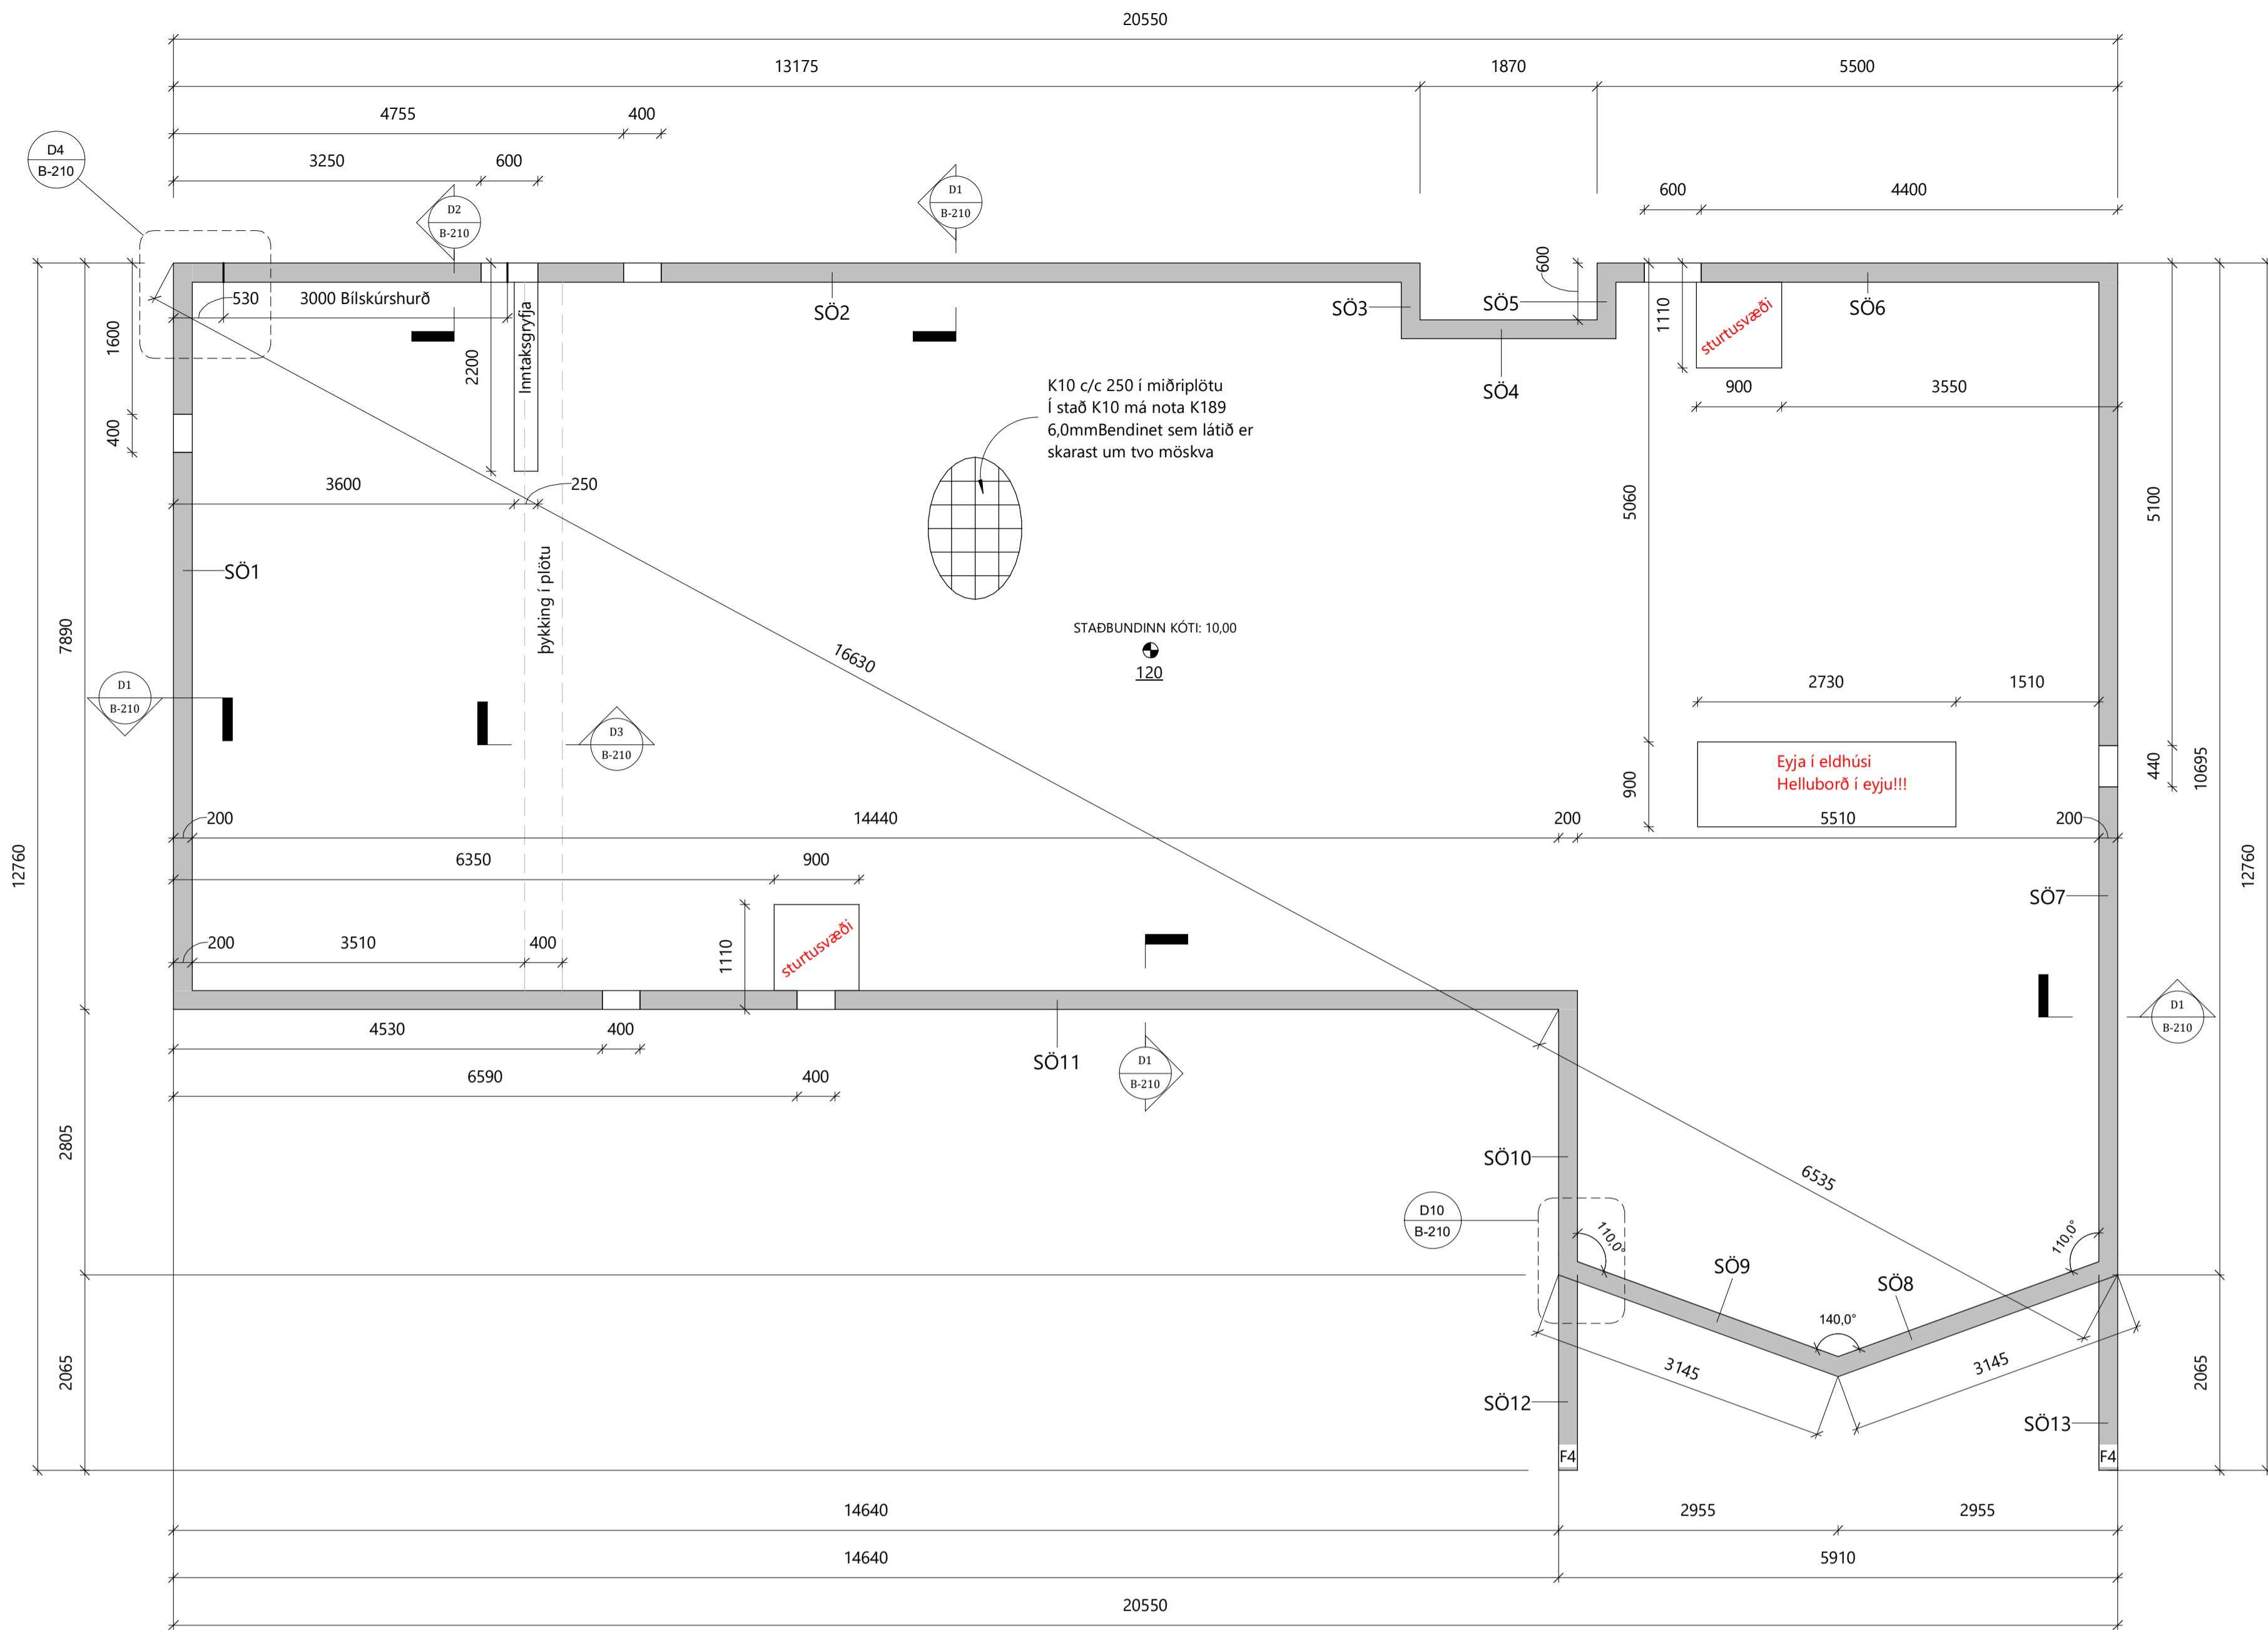 20550
13175
1870
5500
4755
400
3250
600
D4
B-210
D2
B-210
D1
B-210
600
4400
600
530
3000 Bílskúrshurð
Inntaksgryfja
SÖ2
SÖ3
SÖ5
SÖ4
1110
sturtusvæði
SÖ6
1600
2200
K10 c/c 250 í miðriplötu
Í stað K10 má nota K189
6,0mmBendinet sem látið er
skarast um tvo möskva
900
3550
400
3600
250
5060
5100
SÖ1
þykking í plötu
7890
STAÐBUNDINN KÓTI: 10,00
120
16630
2730
1510
D1
B-210
D3
B-210
Eyja í eldhúsi
Helluborð í eyju!!!
900
440
10695
200
14440
200
5510
200
12760
12760
6350
900
SÖ7
200
3510
400
1110
sturtusvæði
D1
B-210
4530
400
SÖ11
D1
B-210
6590
400
2805
SÖ10
6535
D10
B-210
110,0°
110,0°
SÖ9
SÖ8
140,0°
2065
3145
3145
2065
SÖ12
SÖ13
F4
F4
14640
2955
2955
14640
5910
20550